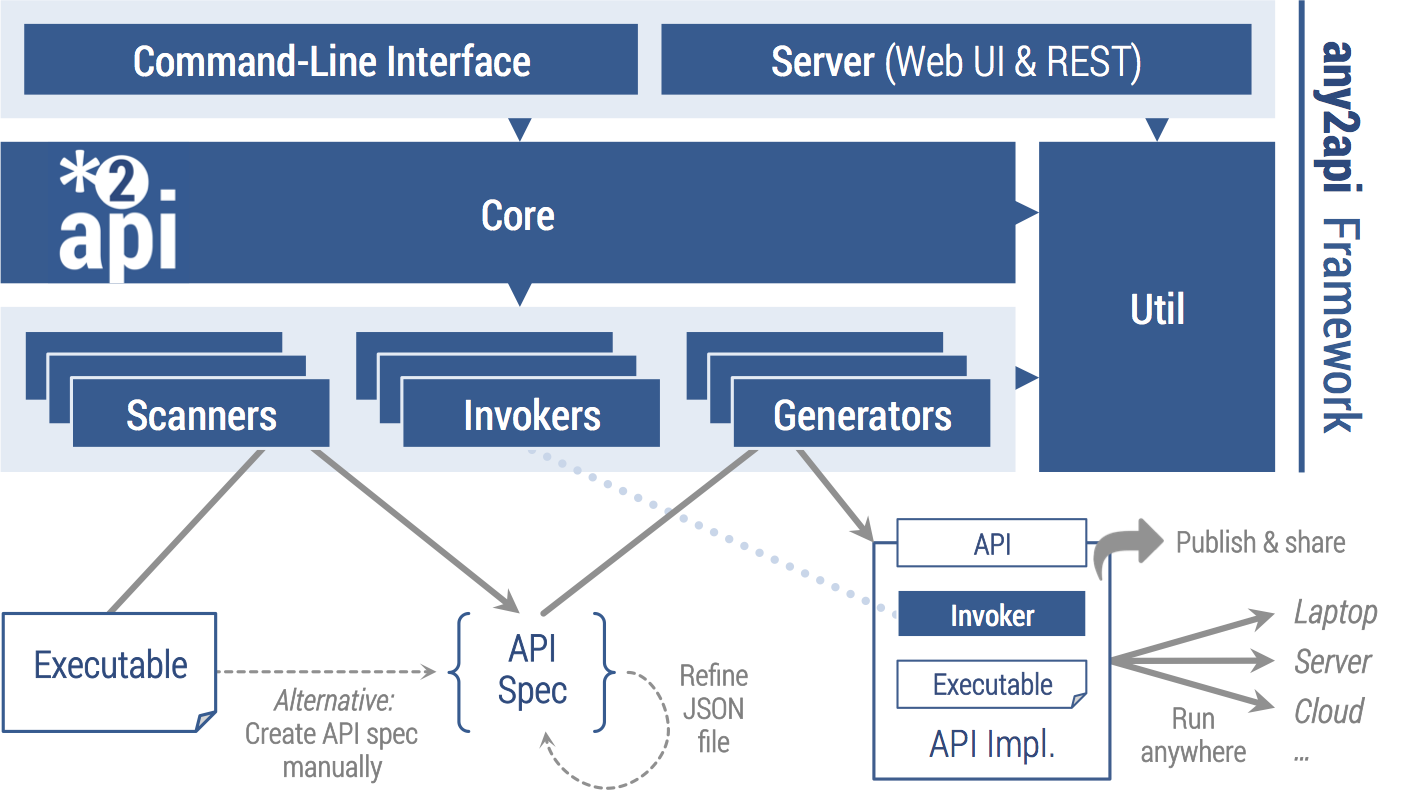 Command-Line Interface
Server (Web UI & REST)
any2api Framework
*2
api
Core
Util
Scanners
Invokers
Generators
API
Publish & share
Invoker
Executable
API Impl.
Laptop
Server
Cloud
...
Run
anywhere
Executable
Alternative:
Create API spec
manually
API
Spec
Refine
JSON
file